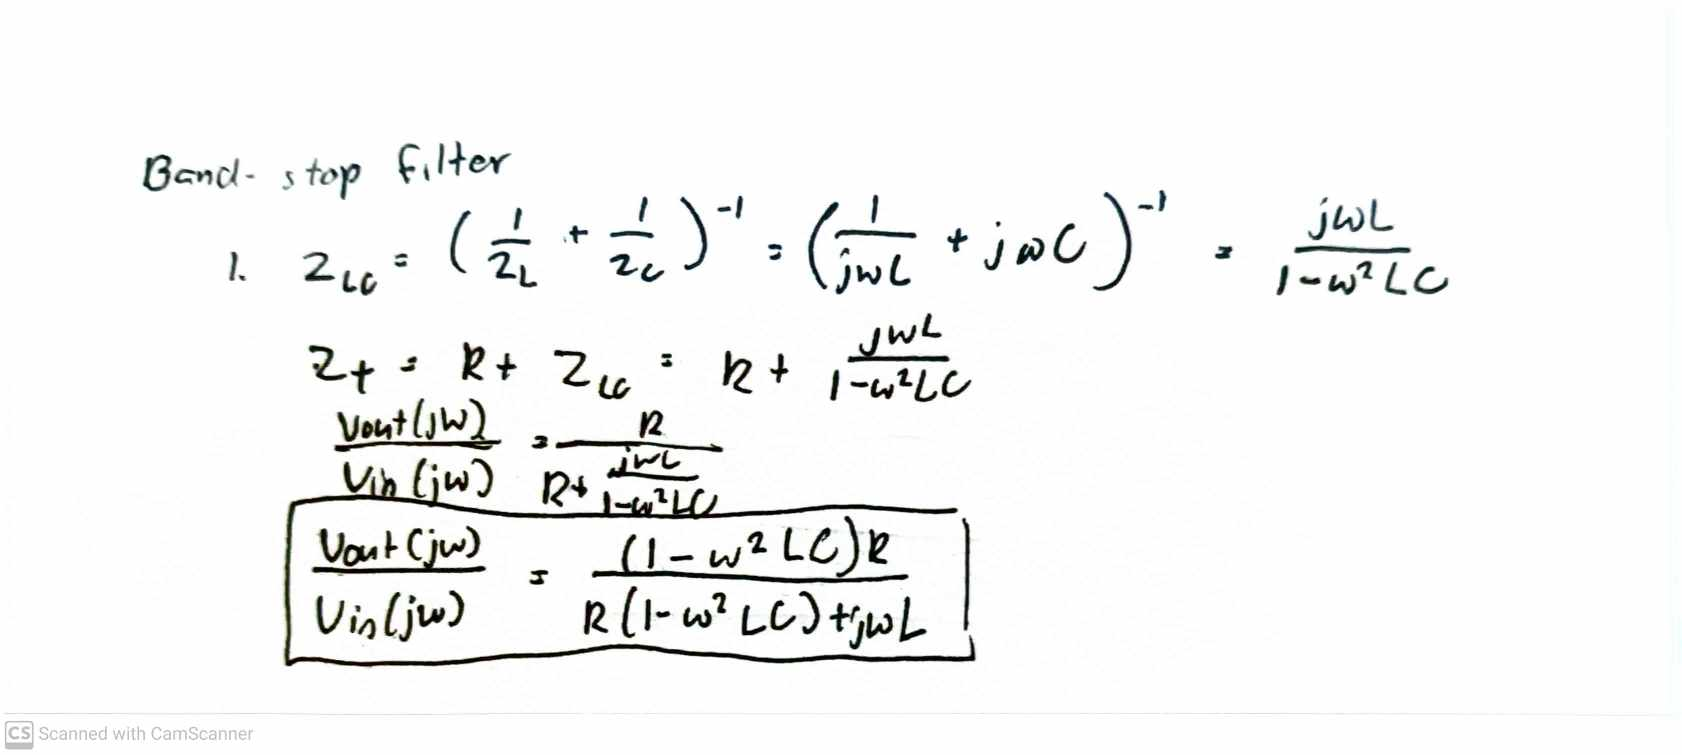 Band-stop filter
1. Z_LC = (1/Z_L + 1/Z_C)^-1 = (1/jωL + jωC)^-1 = jωL/1-ω²LC
Z_t = R + Z_LC = R + jωL/1-ω²LC
Vout(jω)/Vin(jω) = R/R+ jωL/1-ω²LC
Vout(jω)/Vin(jω) = (1-ω²LC)R/R(1-ω²LC)+jωL
CS Scanned with CamScanner